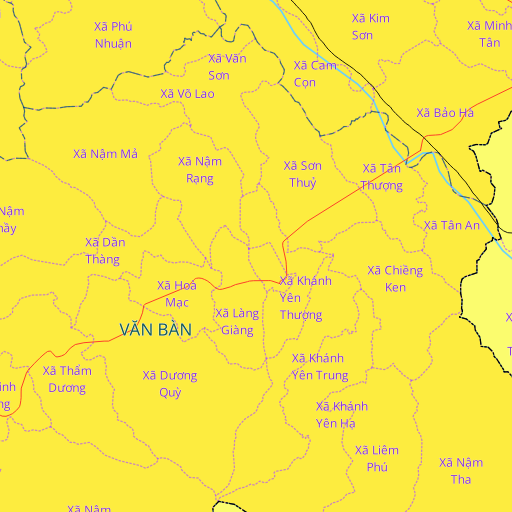 Xã Kim
Sơn
Xã Phú
Nhuận
Xã Minh
Tân
Xã Văn
Sơn
Xã Cam
Cọn
Xã Võ Lao
Xã Bảo Hà
Xã Nậm Mả
Xã Nậm
Rạng
Xã Sơn
Thuỷ
Xã Tân
Thượng
Nậm
Xã Tân An
Xã Dần
Thàng
Xã Chiềng
Ken
Xã Hoà
Mạc
Xã Khánh
Yên
Thượng
Xã Làng
Giàng
VĂN BÀN
Xã Khánh
Yên Trung
Xã Thẩm
Dương
Xã Dương
Quỳ
Xã Khánh
Yên Hạ
Xã Liêm
Phú
Xã Nậm
Tha
Xã Nậm